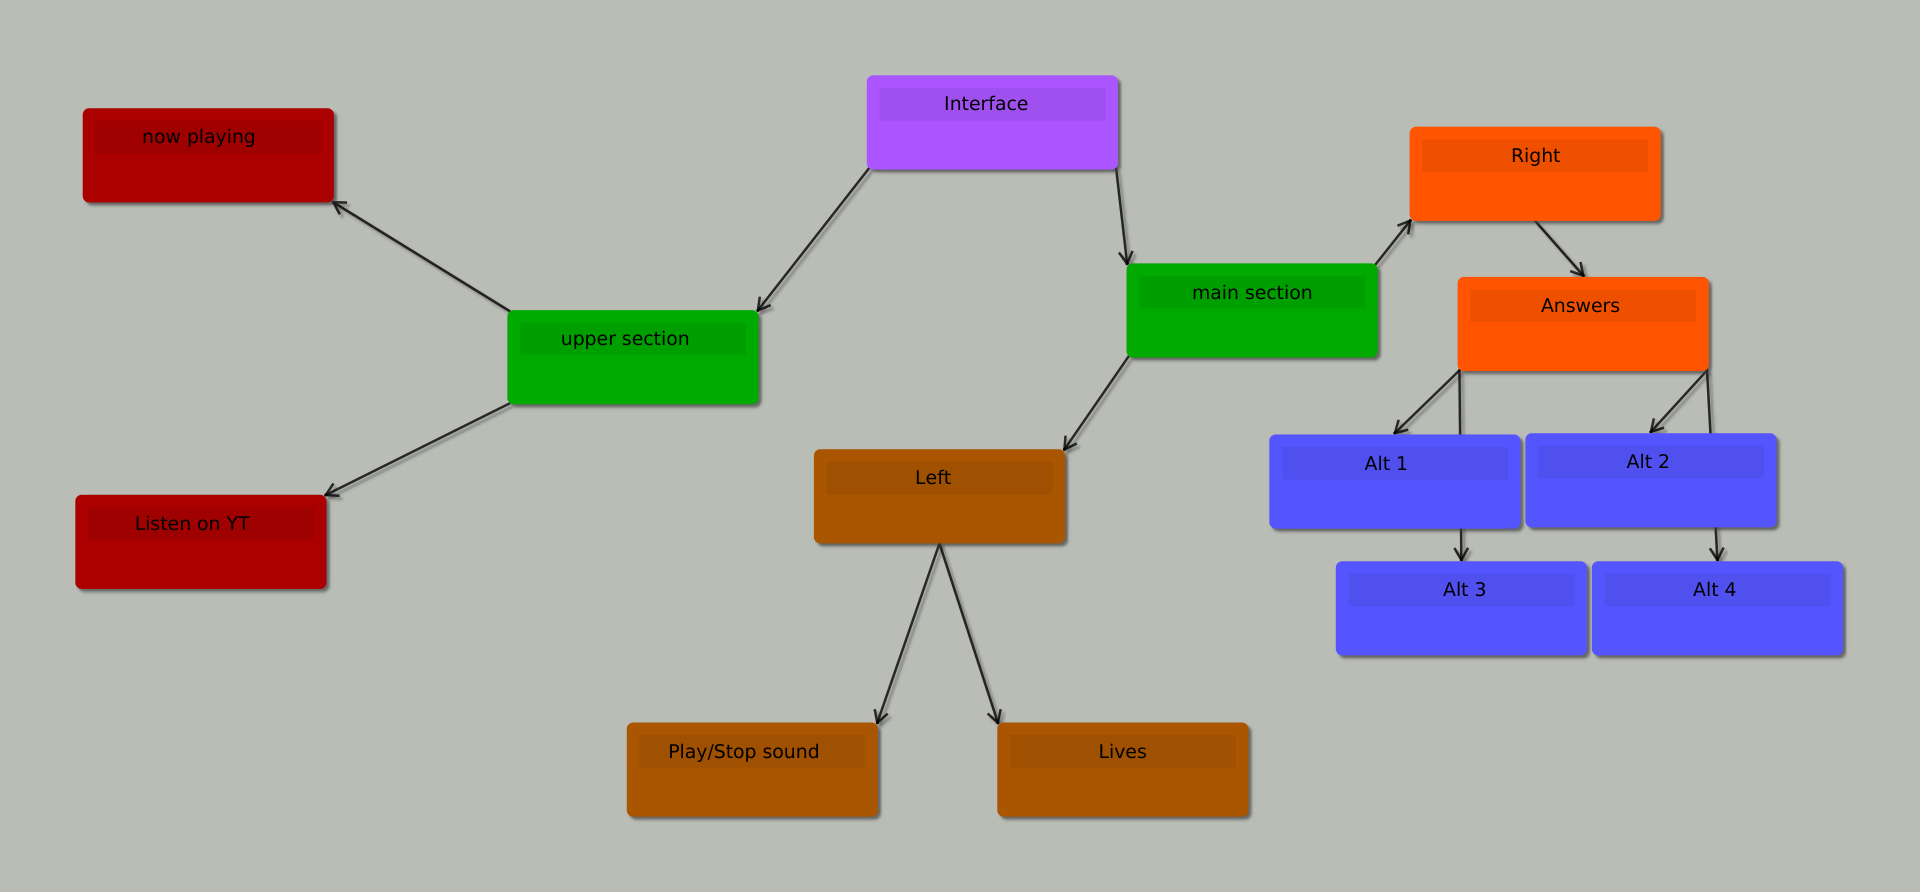 Interface
now playing
Right
main section
Answers
upper section
Alt 1
Alt 2
Left
Listen on YT
Alt 3
Alt 4
Play/Stop sound
Lives